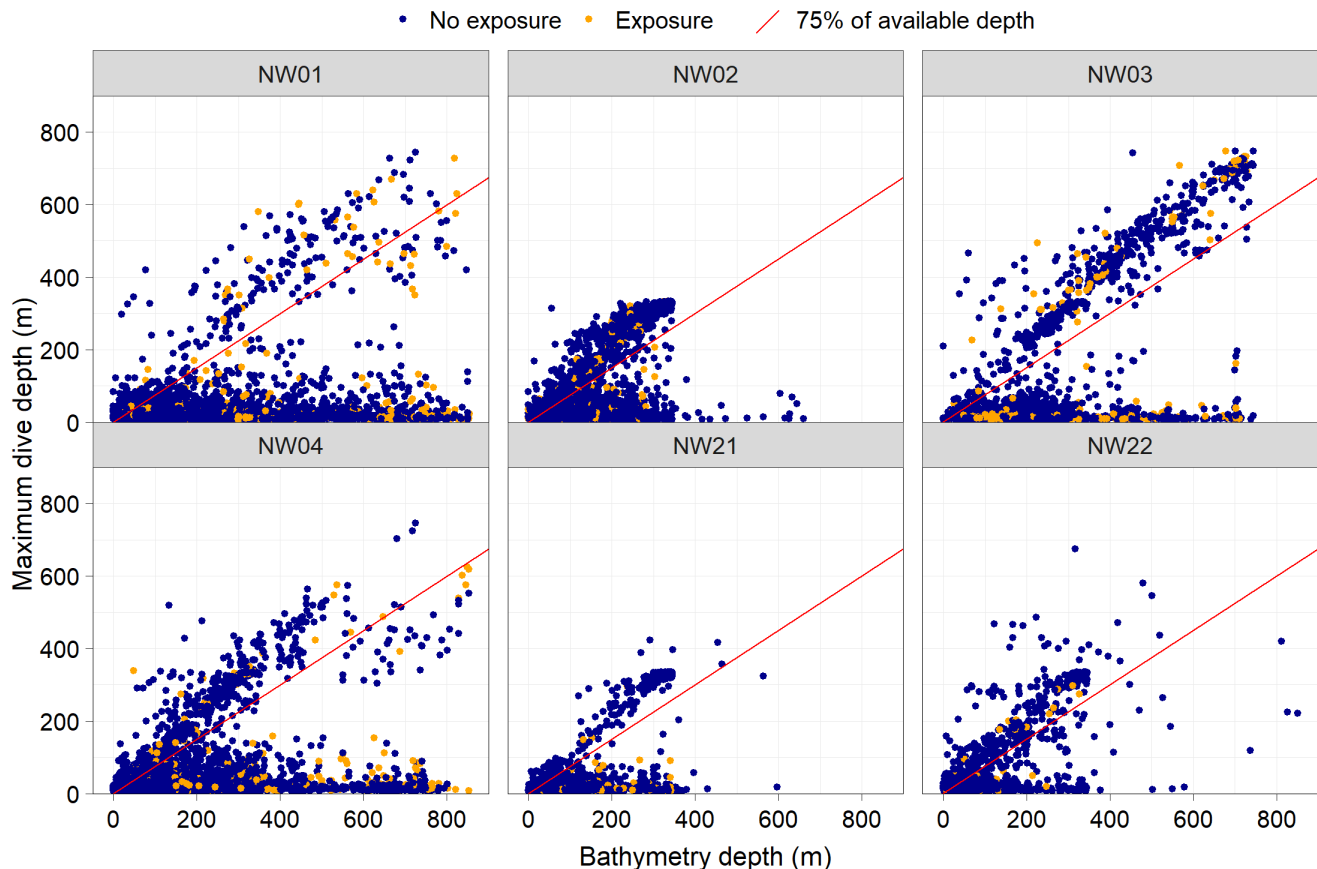 No exposure Exposure 75% of available depth
NW01 NW02 NW03
800
600
400
200
0
NW04 NW21 NW22
800
600
400
200
0
0 200 400 600 800 0 200 400 600 800 0 200 400 600 800
Maximum dive depth (m)
Bathymetry depth (m)